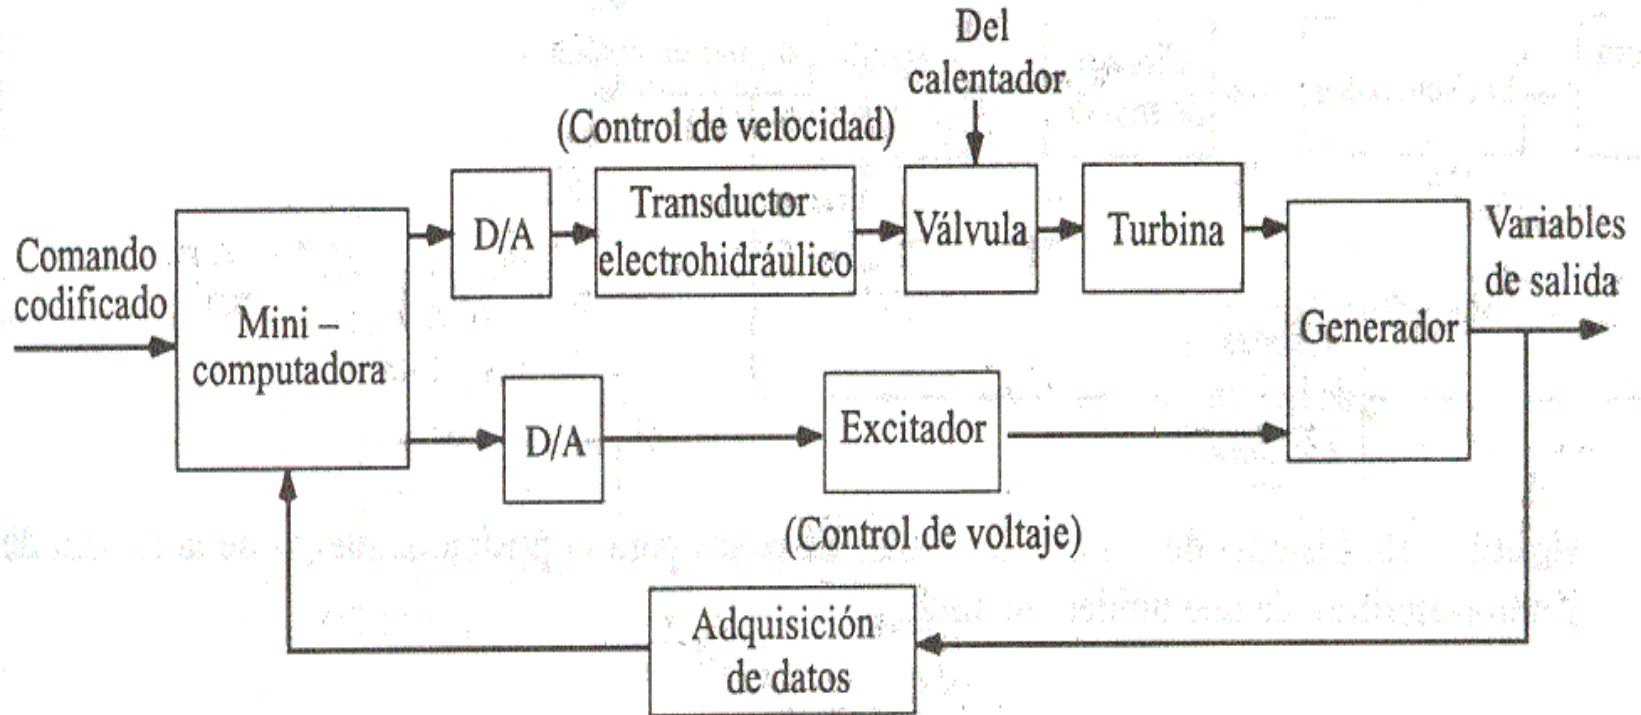 Del
calentador
(Control de velocidad)
D/A
Transductor
electrohidráulico
Válvula
Turbina
Comando
codificado
Mini –
computadora
Generador
Variables
de salida
D/A
Excitador
(Control de voltaje)
Adquisición
de datos